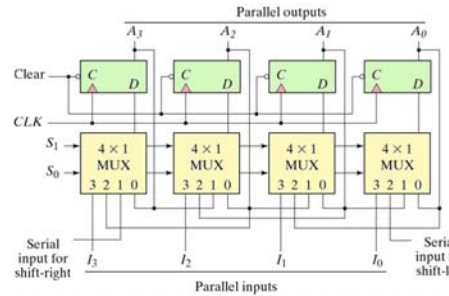 Parallel outputs
A3 A2 A1 A0
Clear C C C C
D D D D
CLK
S1 4 × 1 4 × 1 4 × 1 4 × 1
MUX MUX MUX MUX
S0 3 2 1 0 3 2 1 0 3 2 1 0 3 2 1 0
Serial
input for
shift-right
I3 I2 I1 I0
Serial
input f
shift-l
Parallel inputs